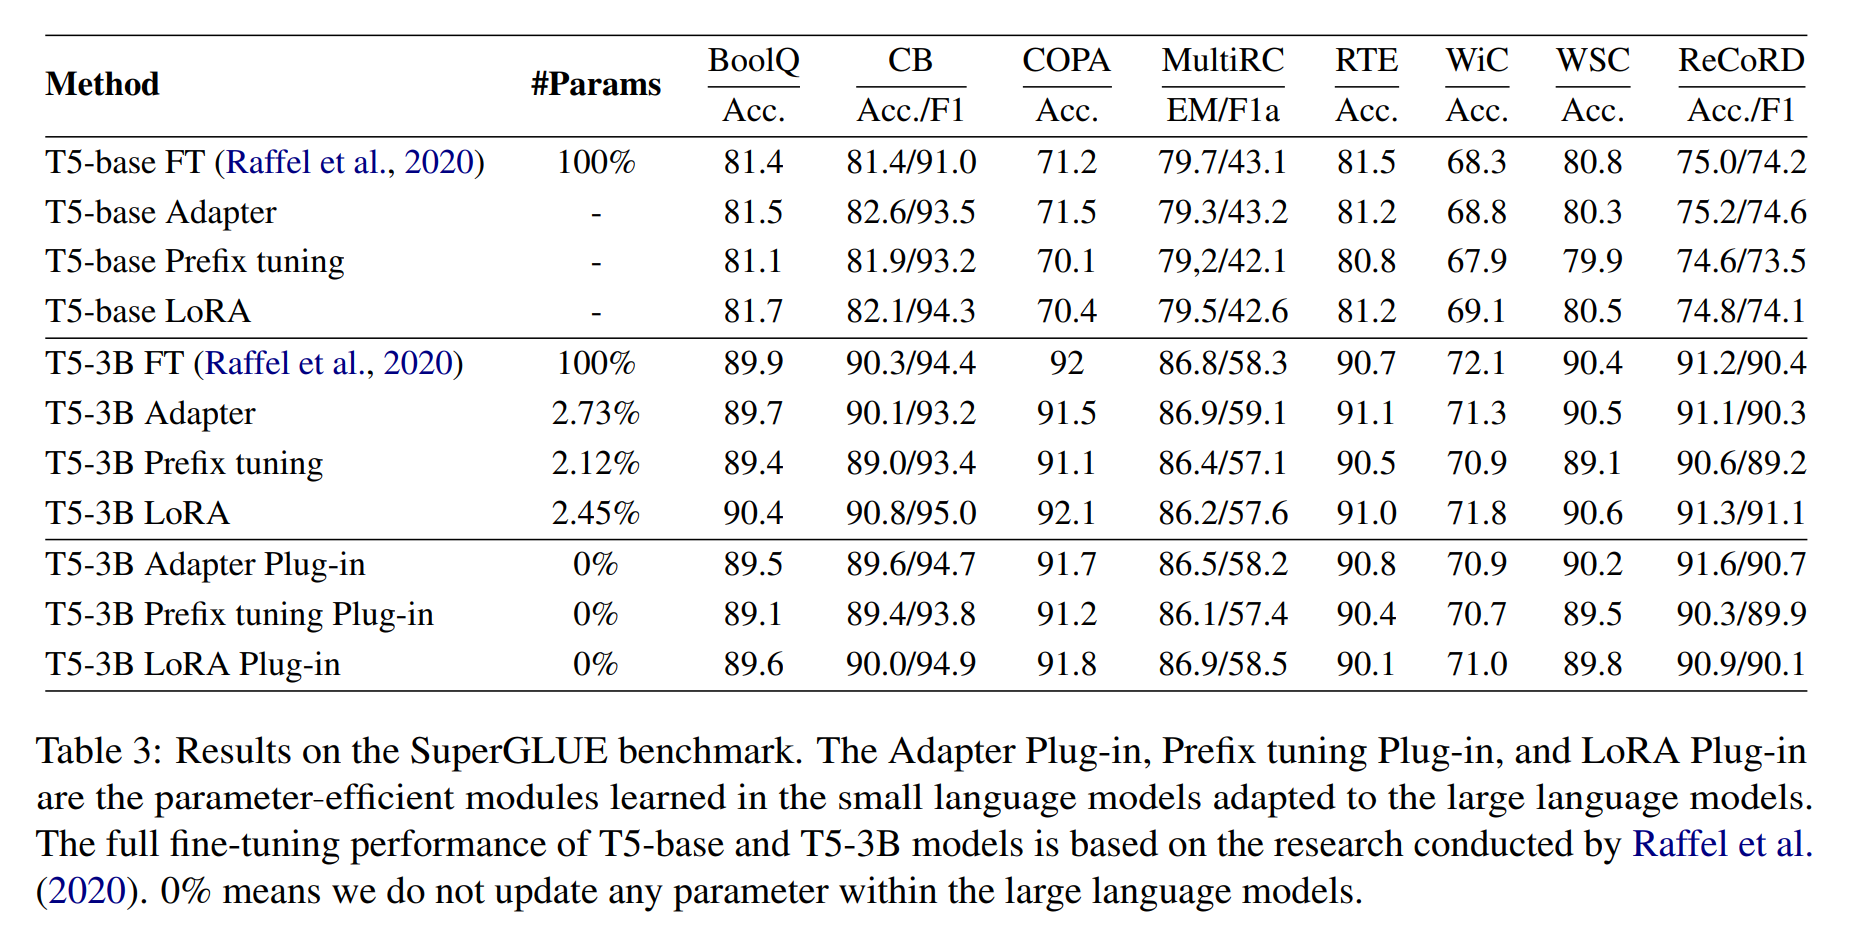 Method #Params BoolQ CB COPA MultiRC RTE WiC WSC ReCoRD
Acc. Acc./F1 Acc. EM/F1a Acc. Acc. Acc. Acc./F1
T5-base FT (Raffel et al., 2020) 100% 81.4 81.4/91.0 71.2 79.7/43.1 81.5 68.3 80.8 75.0/74.2
T5-base Adapter - 81.5 82.6/93.5 71.5 79.3/43.2 81.2 68.8 80.3 75.2/74.6
T5-base Prefix tuning - 81.1 81.9/93.2 70.1 79,2/42.1 80.8 67.9 79.9 74.6/73.5
T5-base LoRA - 81.7 82.1/94.3 70.4 79.5/42.6 81.2 69.1 80.5 74.8/74.1
T5-3B FT (Raffel et al., 2020) 100% 89.9 90.3/94.4 92 86.8/58.3 90.7 72.1 90.4 91.2/90.4
T5-3B Adapter 2.73% 89.7 90.1/93.2 91.5 86.9/59.1 91.1 71.3 90.5 91.1/90.3
T5-3B Prefix tuning 2.12% 89.4 89.0/93.4 91.1 86.4/57.1 90.5 70.9 89.1 90.6/89.2
T5-3B LoRA 2.45% 90.4 90.8/95.0 92.1 86.2/57.6 91.0 71.8 90.6 91.3/91.1
T5-3B Adapter Plug-in 0% 89.5 89.6/94.7 91.7 86.5/58.2 90.8 70.9 90.2 91.6/90.7
T5-3B Prefix tuning Plug-in 0% 89.1 89.4/93.8 91.2 86.1/57.4 90.4 70.7 89.5 90.3/89.9
T5-3B LoRA Plug-in 0% 89.6 90.0/94.9 91.8 86.9/58.5 90.1 71.0 89.8 90.9/90.1
Table 3: Results on the SuperGLUE benchmark. The Adapter Plug-in, Prefix tuning Plug-in, and LoRA Plug-in
are the parameter-efficient modules learned in the small language models adapted to the large language models.
The full fine-tuning performance of T5-base and T5-3B models is based on the research conducted by Raffel et al.
(2020). 0% means we do not update any parameter within the large language models.